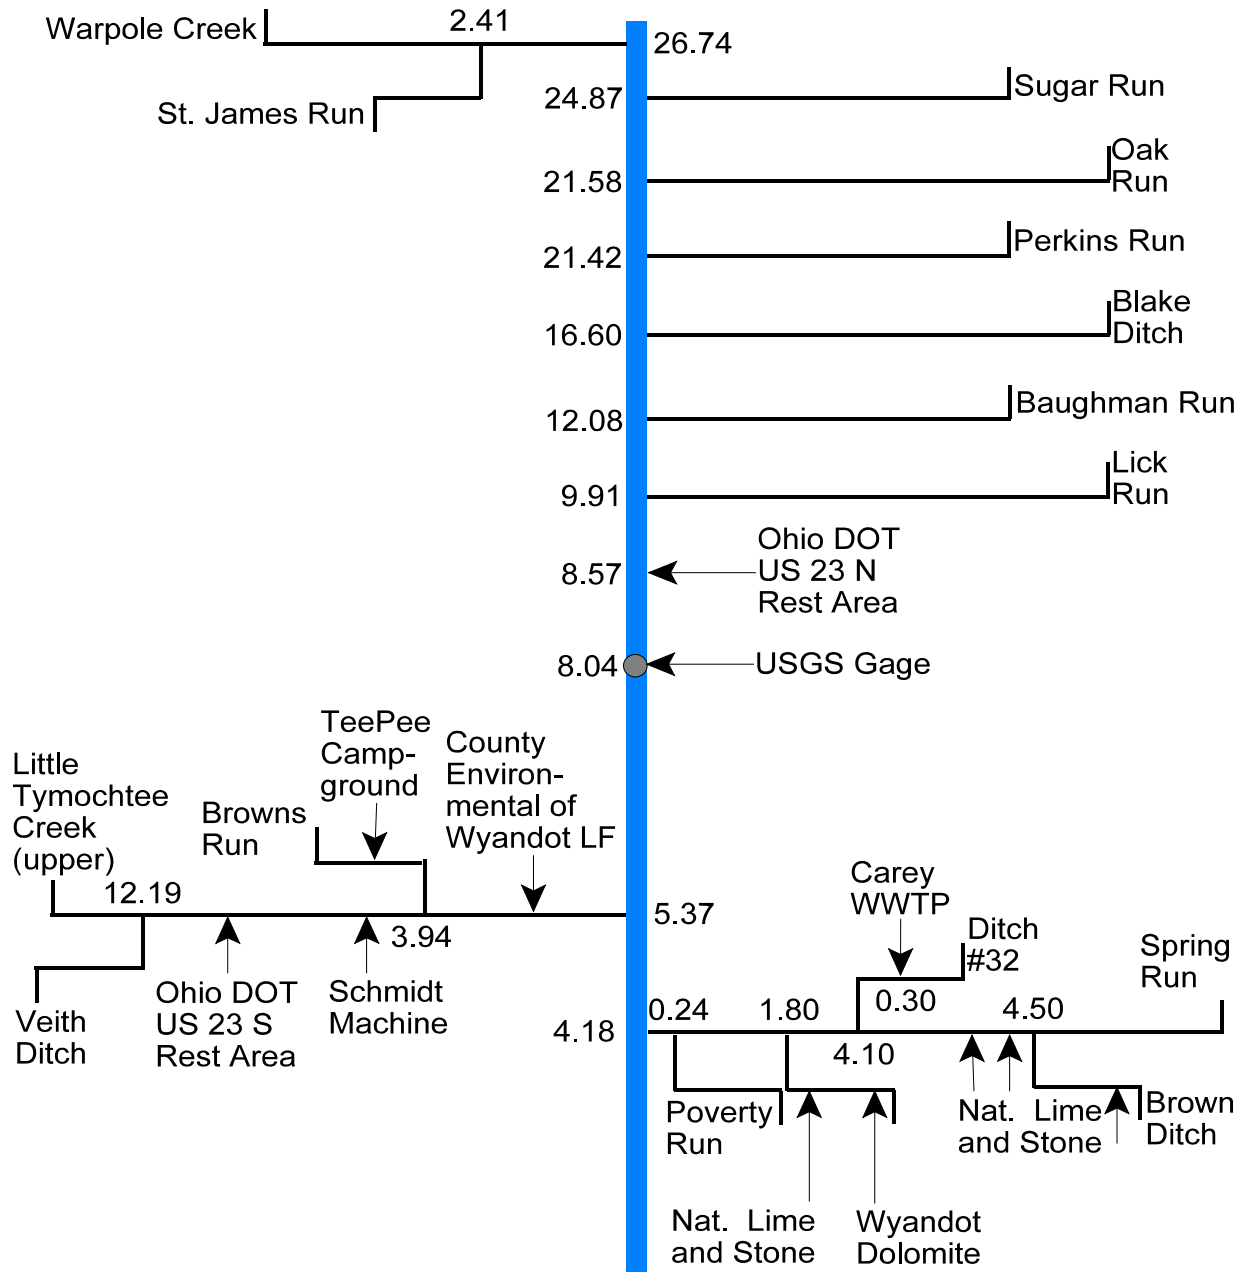 Warpole Creek
2.41
26.74
St. James Run
24.87
Sugar Run
21.58
Oak
Run
21.42
Perkins Run
16.60
Blake
Ditch
12.08
Baughman Run
9.91
Lick
Run
8.57
Ohio DOT
US 23 N
Rest Area
8.04
USGS Gage
Little
Tymochtee
Creek
(upper)
12.19
Browns
Run
TeePee
Camp-
ground
County
Environ-
mental of
Wyandot LF
3.94
5.37
Veith
Ditch
Ohio DOT
US 23 S
Rest Area
Schmidt
Machine
4.18
0.24
1.80
Carey
WWTP
Ditch
#32
0.30
4.10
4.50
Spring
Run
Poverty
Run
Nat. Lime
and Stone
Brown
Ditch
Nat. Lime
and Stone
Wyandot
Dolomite